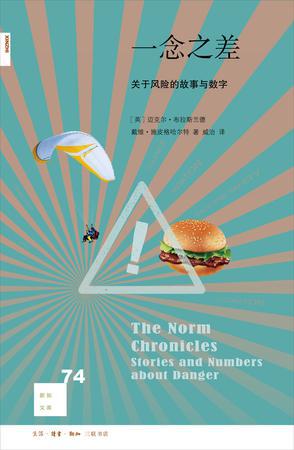 XINZHI
一念之差
关于风险的故事与数字
[英] 迈克尔·布拉斯兰德
戴维·施皮格哈尔特 著 威治 译
The Norm
Chronicles
Stories and Numbers
about Danger
74
新知
文库
生活·读书·新知 三联书店